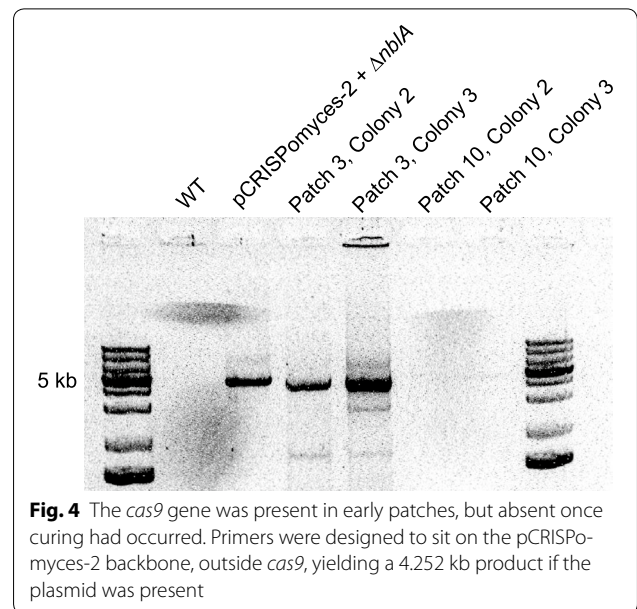 WT
pCRISPomyces-2 + ΔnblA
Patch 3, Colony 2
Patch 3, Colony 3
Patch 10, Colony 2
Patch 10, Colony 3
5 kb
Fig. 4 The cas9 gene was present in early patches, but absent once
curing had occurred. Primers were designed to sit on the pCRISPo-
myces-2 backbone, outside cas9, yielding a 4.252 kb product if the
plasmid was present